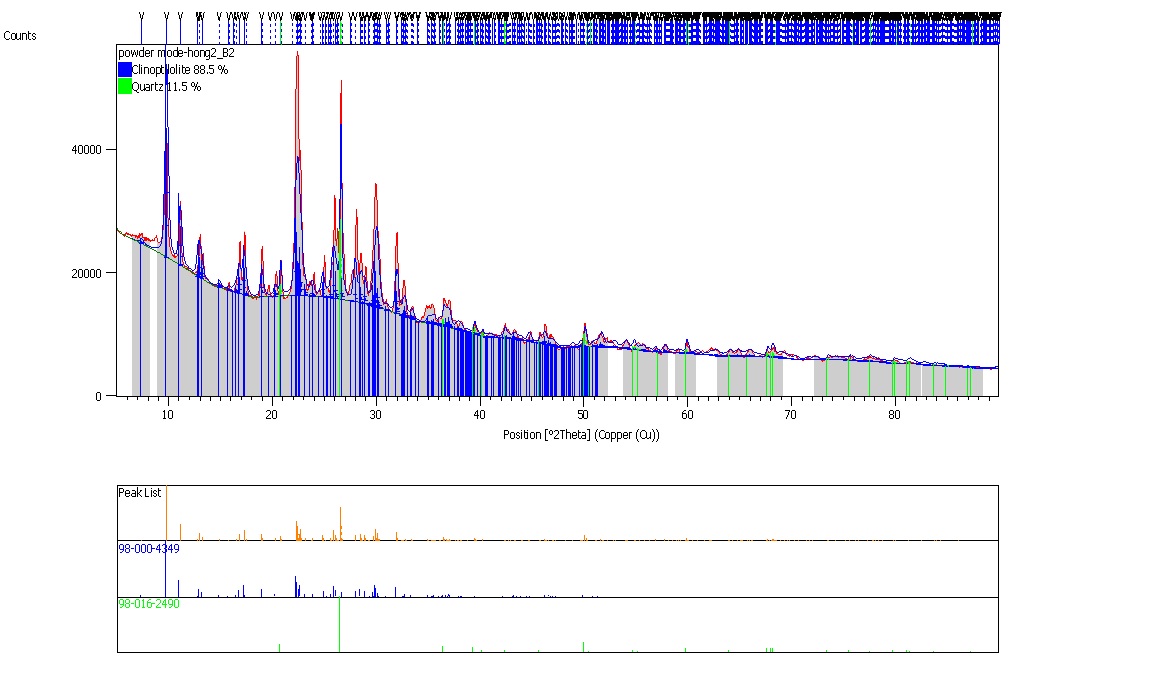 Counts
powder mode-hong2_B2
Clinoptilolite 88.5 %
Quartz 11.5 %
40000
20000
0
10 20 30 40 50 60 70 80
Position [°2Theta] (Copper (Cu))
Peak List
98-000-4349
98-016-2490